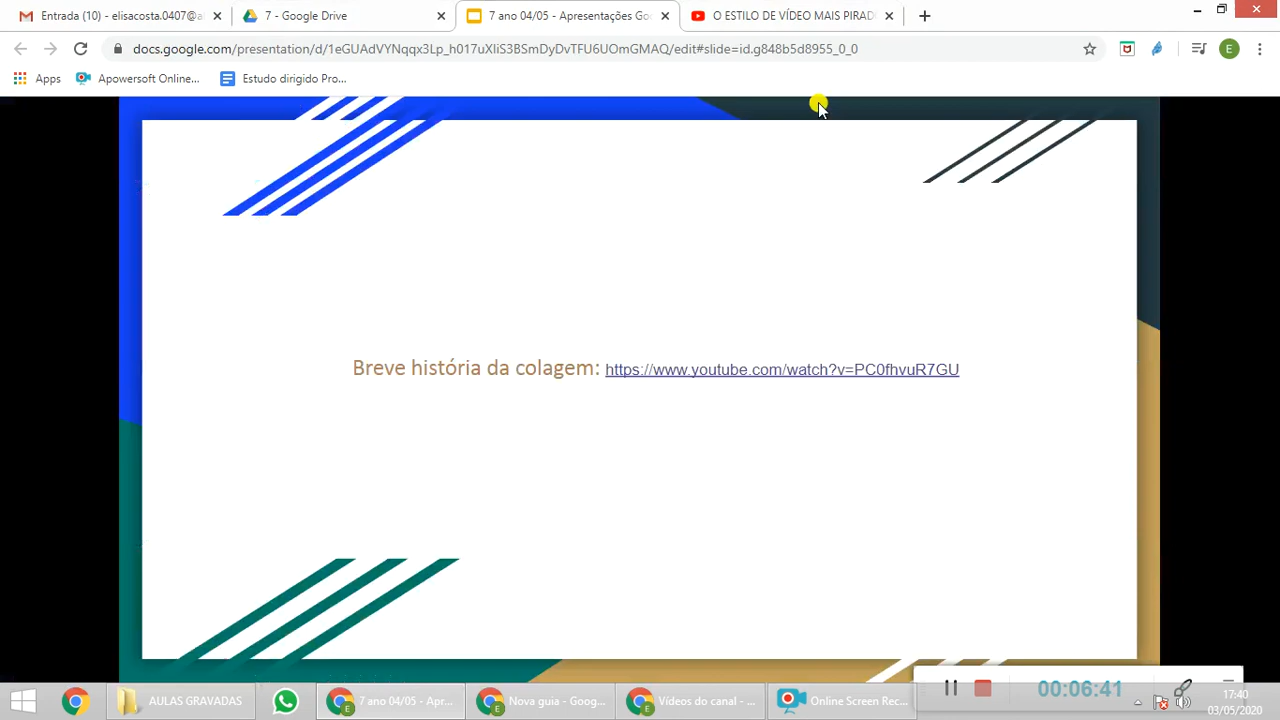 Entrada (10) - elisacosta.0407@a
7 - Google Drive
7 ano 04/05 - Apresentações Go
O ESTILO DE VÍDEO MAIS PIRAD
docs.google.com/presentation/d/1eGUAdVYNqqx3Lp_h017uXliS3BSmDyDvTFU6UOmGMAQ/edit#slide=id.g848b5d8955_0_0
E
Apps
Apowersoft Online...
Estudo dirigido Pro...
Breve história da colagem: https://www.youtube.com/watch?v=PC0fhvuR7GU
00:06:41
AULAS GRAVADAS
7 ano 04/05 - Apr...
Nova guia - Goog...
Vídeos do canal - ...
Online Screen Rec...
17:40
03/05/2020